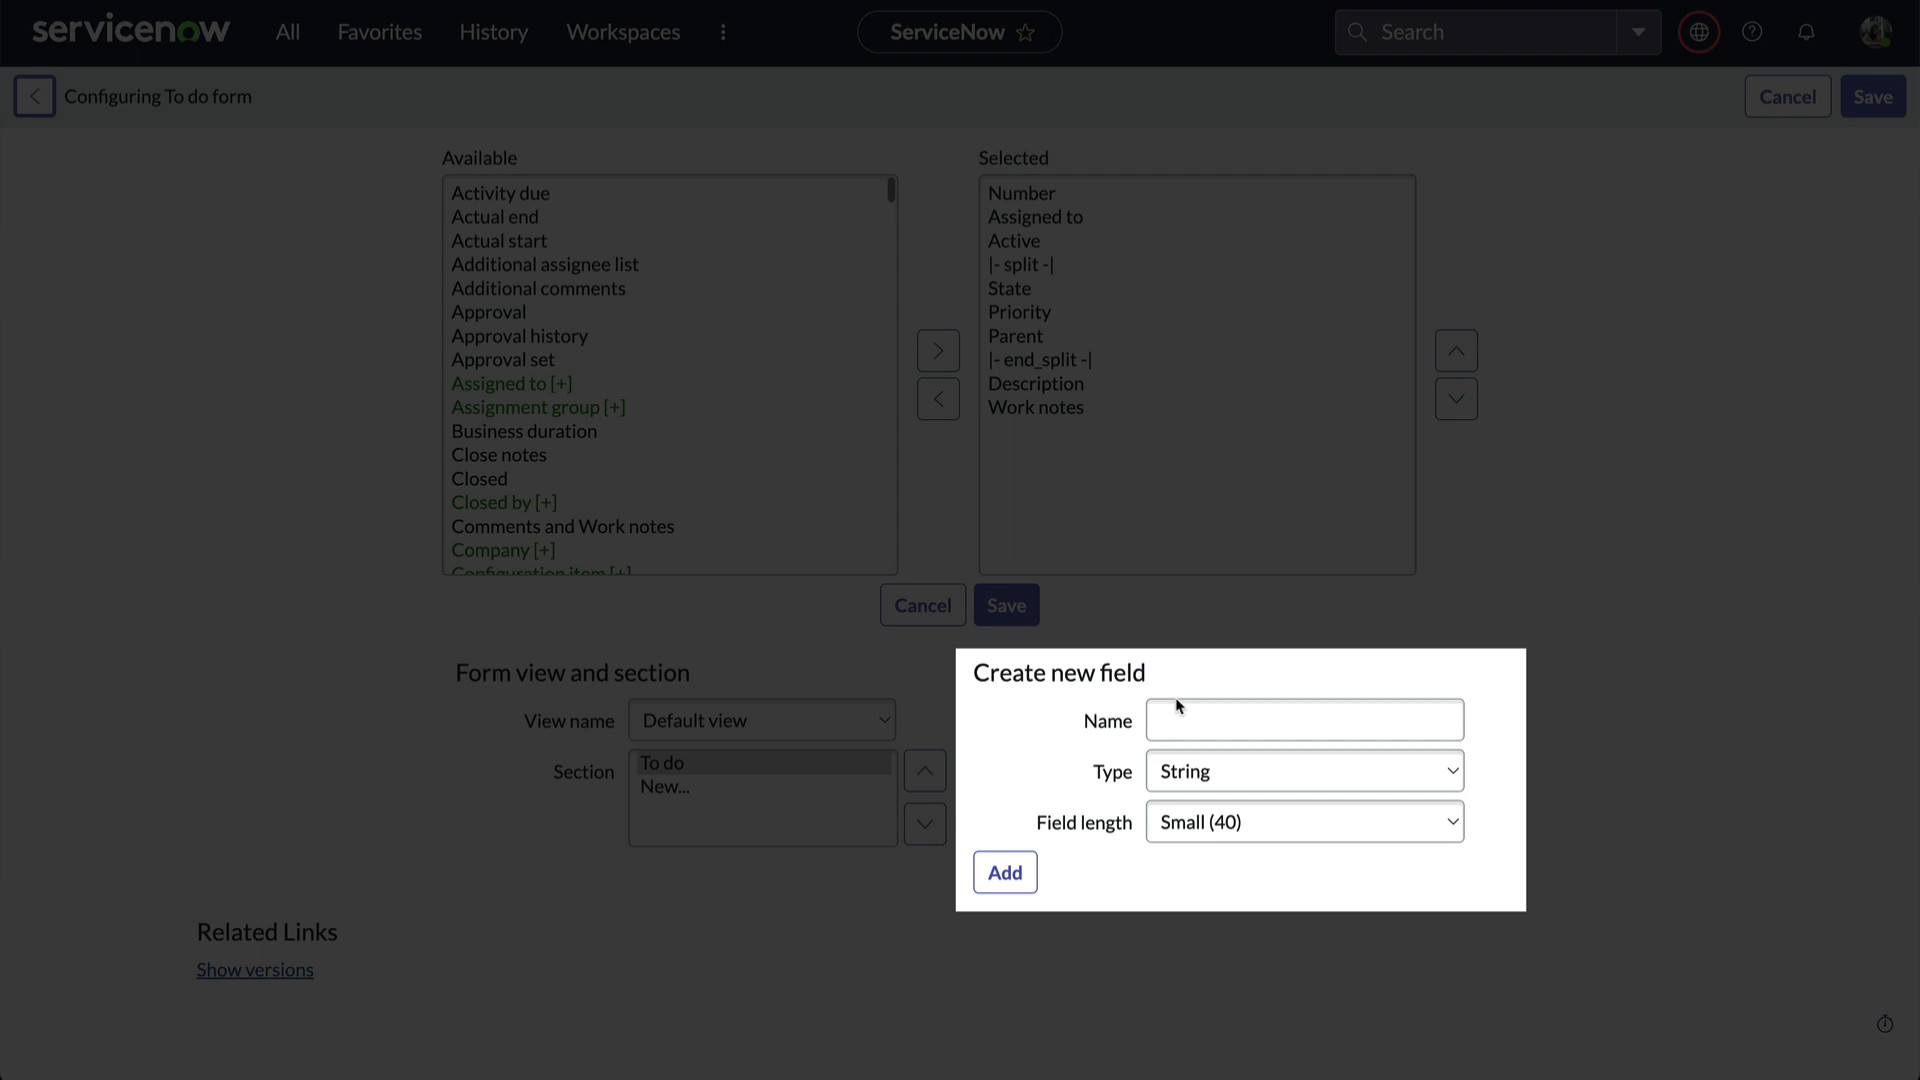 servicenow
All
Favorites
History
Workspaces
ServiceNow
Search
Configuring To do form
Cancel
Save
Available
Activity due
Actual end
Actual start
Additional assignee list
Additional comments
Approval
Approval history
Approval set
Assigned to [+]
Assignment group [+]
Business duration
Close notes
Closed
Closed by [+]
Comments and Work notes
Company [+]
Configuration item [+]
Selected
Number
Assigned to
Active
|- split -|
State
Priority
Parent
|- end_split -|
Description
Work notes
Cancel
Save
Form view and section
View name
Default view
Section
To do
New...
Create new field
Name
Type
String
Field length
Small (40)
Add
Related Links
Show versions